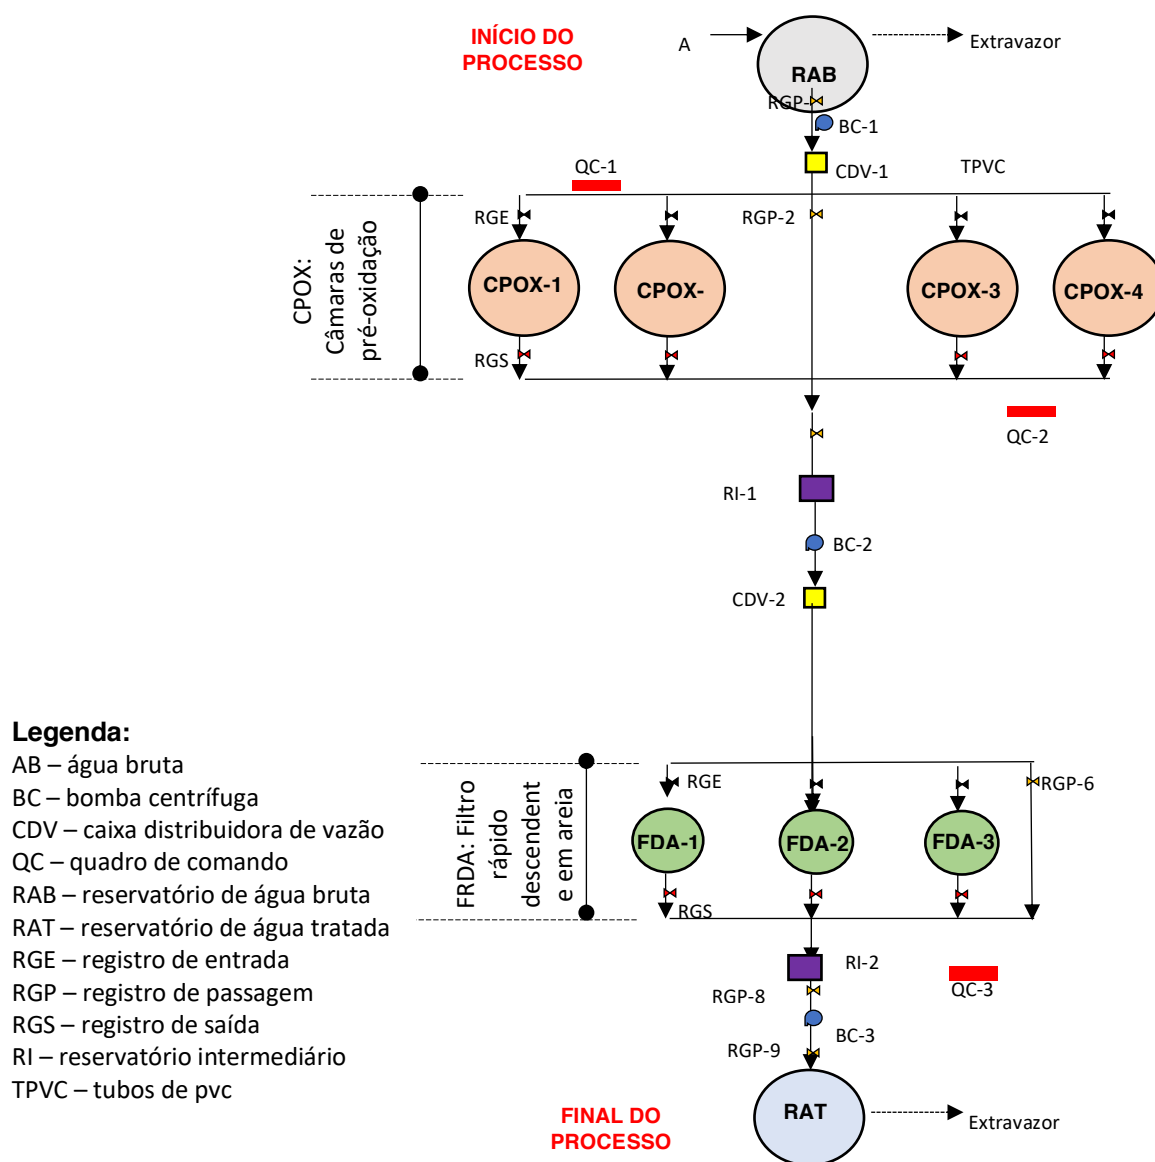 INÍCIO DO
PROCESSO
A
RAB
Extravazor
RGP-
BC-1
CDV-1
QC-1
TPVC
RGE
RGP-2
CPOX:
Câmaras de
pré-oxidação
CPOX-1
CPOX-
CPOX-3
CPOX-4
RGS
QC-2
RI-1
BC-2
CDV-2
Legenda:
AB – água bruta
BC – bomba centrífuga
CDV – caixa distribuidora de vazão
QC – quadro de comando
RAB – reservatório de água bruta
RAT – reservatório de água tratada
RGE – registro de entrada
RGP – registro de passagem
RGS – registro de saída
RI – reservatório intermediário
TPVC – tubos de pvc
FRDA: Filtro
rápido
descendent
e em areia
RGE
RGP-6
FDA-1
FDA-2
FDA-3
RGS
RI-2
QC-3
RGP-8
BC-3
RGP-9
RAT
Extravazor
FINAL DO
PROCESSO